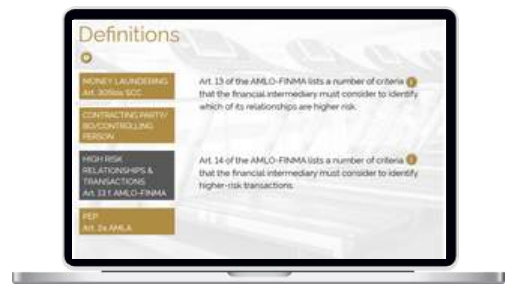 Definitions
MONEY LAUNDERING
Art. 305bis SCC
CONTRACTING PARTY/
BO/CONTROLLING
PERSON
HIGH RISK
RELATIONSHIPS &
TRANSACTIONS
Art. 13 f. AMLO-FINMA
PEP
Art. 2a AMLA
Art. 13 of the AMLO-FINMA lists a number of criteria
that the financial intermediary must consider to identify
which of its relationships are higher risk.
Art. 14 of the AMLO-FINMA lists a number of criteria
that the financial intermediary must consider to identify
higher-risk transactions.